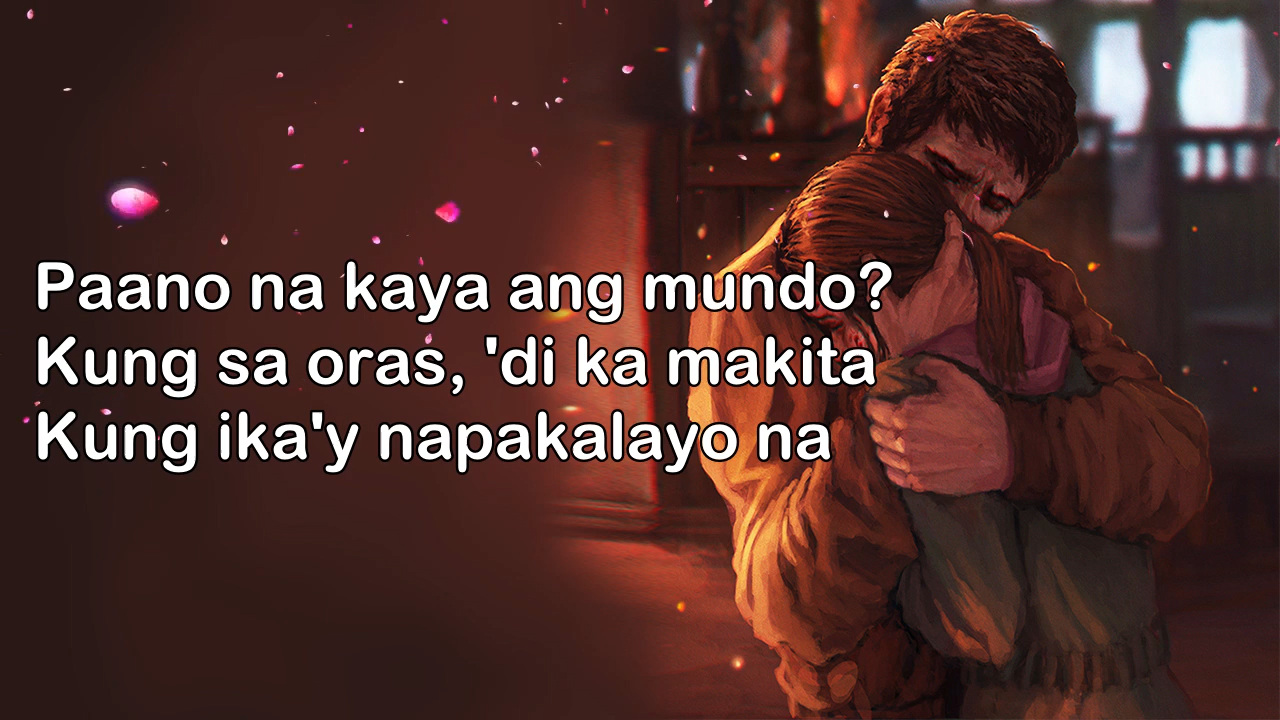 Paano na kaya ang mundo?
Kung sa oras, 'di ka makita
Kung ika'y napakalayo na